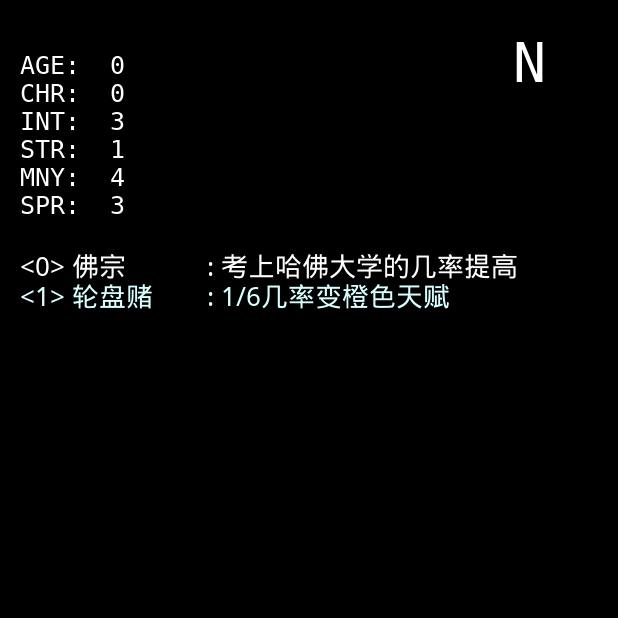 N
AGE: 0
CHR: 0
INT: 3
STR: 1
MNY: 4
SPR: 3
<0> 佛宗 : 考上哈佛大学的几率提高
<1> 轮盘赌 : 1/6几率变橙色天赋